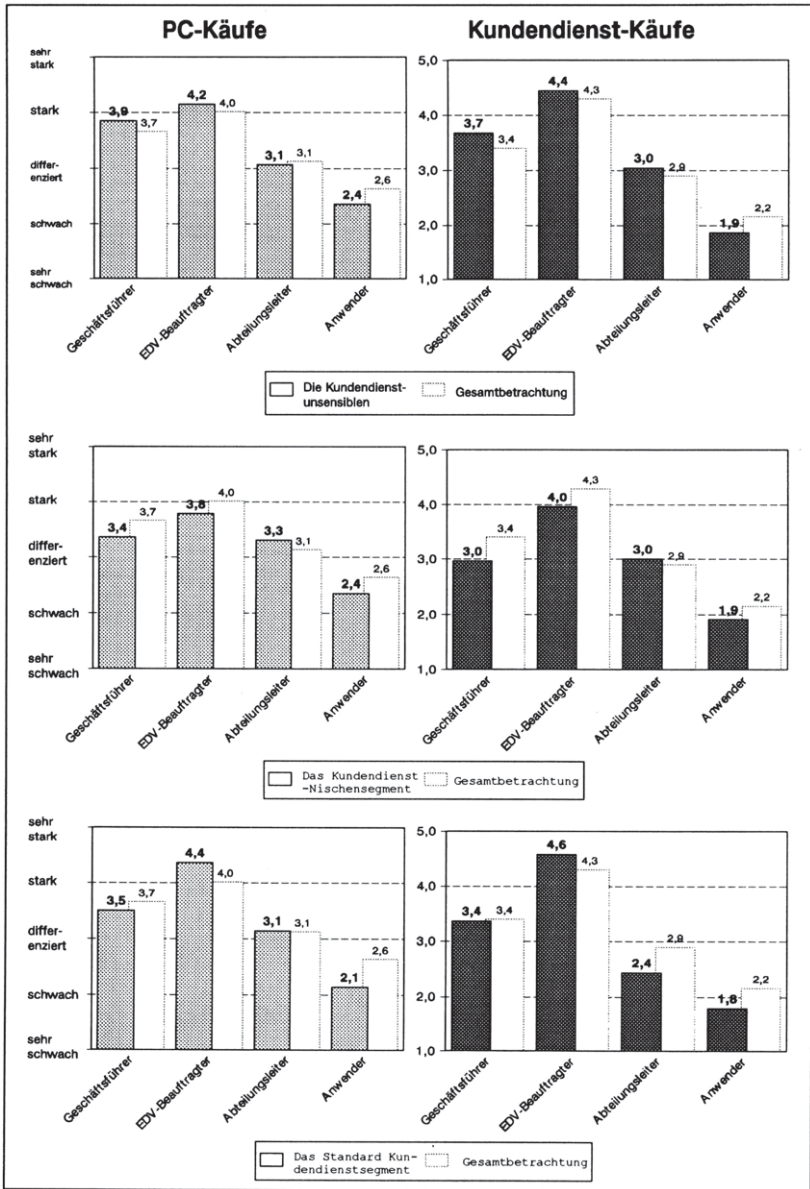 PC-Käufe
Kundendienst-Käufe
sehr
stark
stark
differ-
enziert
schwach
sehr
schwach
3,9
3,7
4,2
4,0
3,1
3,1
2,4
2,6
Geschäftsführer
EDV-Beauftragter
Abteilungsleiter
Anwender
5,0
4,0
3,0
2,0
1,0
3,7
3,4
4,4
4,3
3,0
2,9
1,9
2,2
Geschäftsführer
EDV-Beauftragter
Abteilungsleiter
Anwender
Die Kundendienst-
unsensiblen
Gesamtbetrachtung
sehr
stark
stark
differ-
enziert
schwach
sehr
schwach
3,4
3,7
3,8
4,0
3,3
3,1
2,4
2,6
Geschäftsführer
EDV-Beauftragter
Abteilungsleiter
Anwender
5,0
4,0
3,0
2,0
1,0
3,0
3,4
4,0
4,3
3,0
2,9
1,9
2,2
Geschäftsführer
EDV-Beauftragter
Abteilungsleiter
Anwender
Das Kundendienst
-Nischensegment
Gesamtbetrachtung
sehr
stark
stark
differ-
enziert
schwach
sehr
schwach
3,5
3,7
4,4
4,0
3,1
3,1
2,1
2,6
Geschäftsführer
EDV-Beauftragter
Abteilungsleiter
Anwender
5,0
4,0
3,0
2,0
1,0
3,4
3,4
4,6
4,3
2,4
2,9
1,8
2,2
Geschäftsführer
EDV-Beauftragter
Abteilungsleiter
Anwender
Das Standard Kun-
dendienstsegment
Gesamtbetrachtung